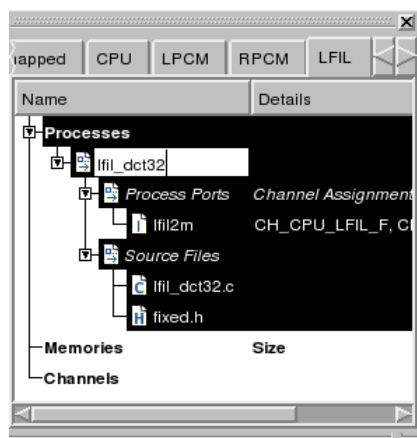 CPU LPCM RPCM LFIL
Name Details
Processes
lfil_dct32
Process Ports Channel Assignment
lfil2m CH_CPU_LFIL_F,
Source Files
lfil_dct32.c
fixed.h
Memories Size
Channels